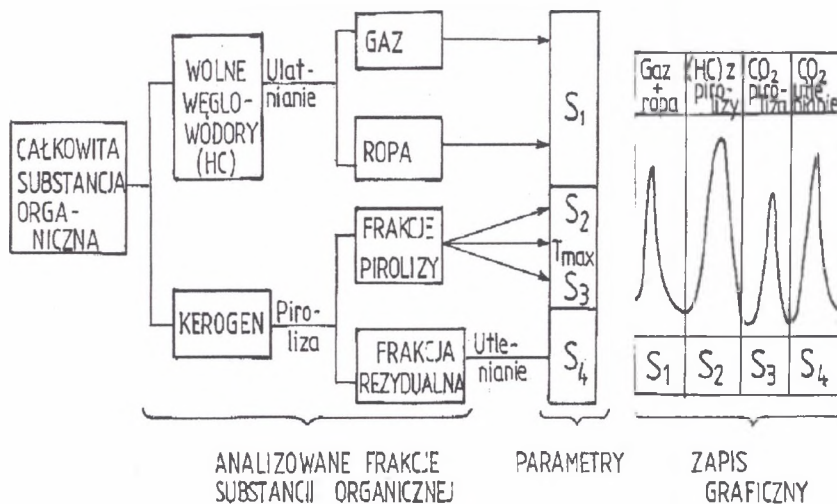 CAŁKOWITA
SUBSTANCJA
ORGA-
NICZNA
WOLNE
WĘGLO-
WODORY
(HC)
Ulat-
nianie
GAZ
ROPA
KEROGEN
Piro-
liza
FRAKCJE
PIROLIZY
FRAKCJA
REZYDUALNA
Utle-
nianie
S1
S2
Tmax
S3
S4
Gaz
+
ropa
(HC) z
piro-
lizy
CO2
piro-
liza
CO2
utle-
nianie
S1
S2
S3
S4
ANALIZOWANE FRAKCJE
SUBSTANCJI ORGANICZNEJ
PARAMETRY
ZAPIS
GRAFICZNY